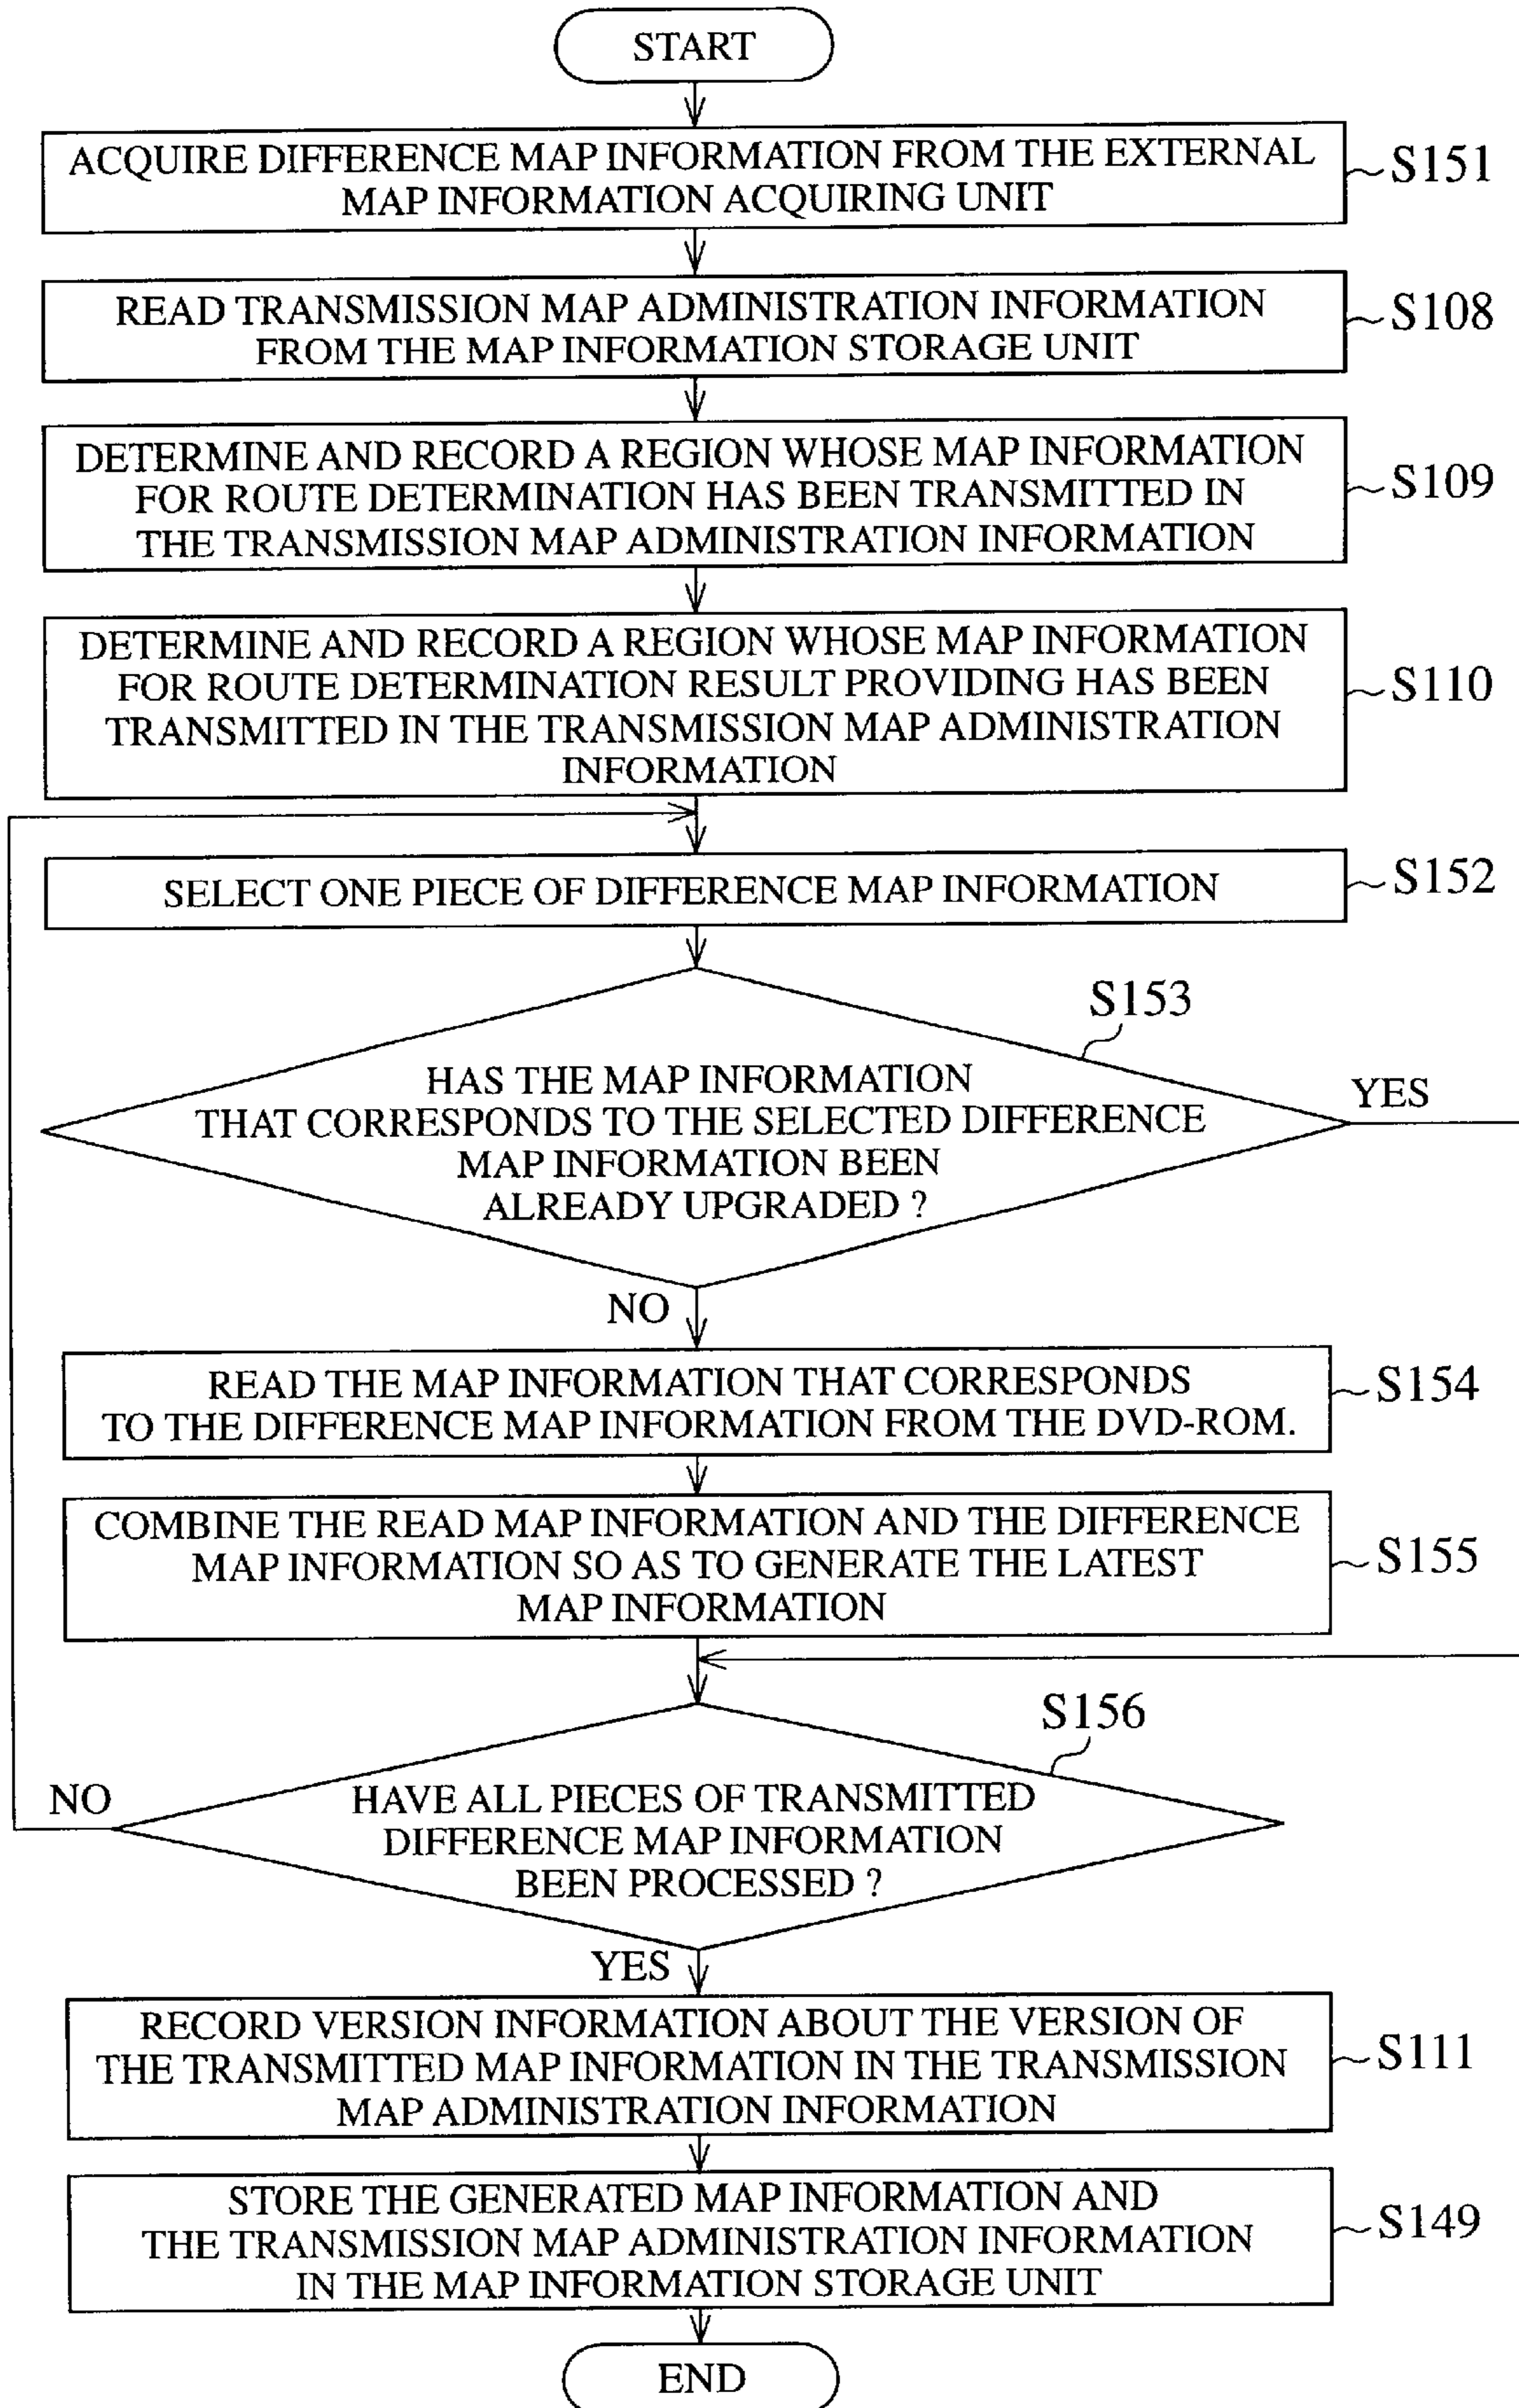 START
ACQUIRE DIFFERENCE MAP INFORMATION FROM THE EXTERNAL
MAP INFORMATION ACQUIRING UNIT
S151
READ TRANSMISSION MAP ADMINISTRATION INFORMATION
FROM THE MAP INFORMATION STORAGE UNIT
S108
DETERMINE AND RECORD A REGION WHOSE MAP INFORMATION
FOR ROUTE DETERMINATION HAS BEEN TRANSMITTED IN
THE TRANSMISSION MAP ADMINISTRATION INFORMATION
S109
DETERMINE AND RECORD A REGION WHOSE MAP INFORMATION
FOR ROUTE DETERMINATION RESULT PROVIDING HAS BEEN
TRANSMITTED IN THE TRANSMISSION MAP ADMINISTRATION
INFORMATION
S110
SELECT ONE PIECE OF DIFFERENCE MAP INFORMATION
S152
S153
HAS THE MAP INFORMATION
THAT CORRESPONDS TO THE SELECTED DIFFERENCE
MAP INFORMATION BEEN
ALREADY UPGRADED ?
YES
NO
READ THE MAP INFORMATION THAT CORRESPONDS
TO THE DIFFERENCE MAP INFORMATION FROM THE DVD-ROM.
S154
COMBINE THE READ MAP INFORMATION AND THE DIFFERENCE
MAP INFORMATION SO AS TO GENERATE THE LATEST
MAP INFORMATION
S155
S156
HAVE ALL PIECES OF TRANSMITTED
DIFFERENCE MAP INFORMATION
BEEN PROCESSED ?
NO
YES
RECORD VERSION INFORMATION ABOUT THE VERSION OF
THE TRANSMITTED MAP INFORMATION IN THE TRANSMISSION
MAP ADMINISTRATION INFORMATION
S111
STORE THE GENERATED MAP INFORMATION AND
THE TRANSMISSION MAP ADMINISTRATION INFORMATION
IN THE MAP INFORMATION STORAGE UNIT
S149
END